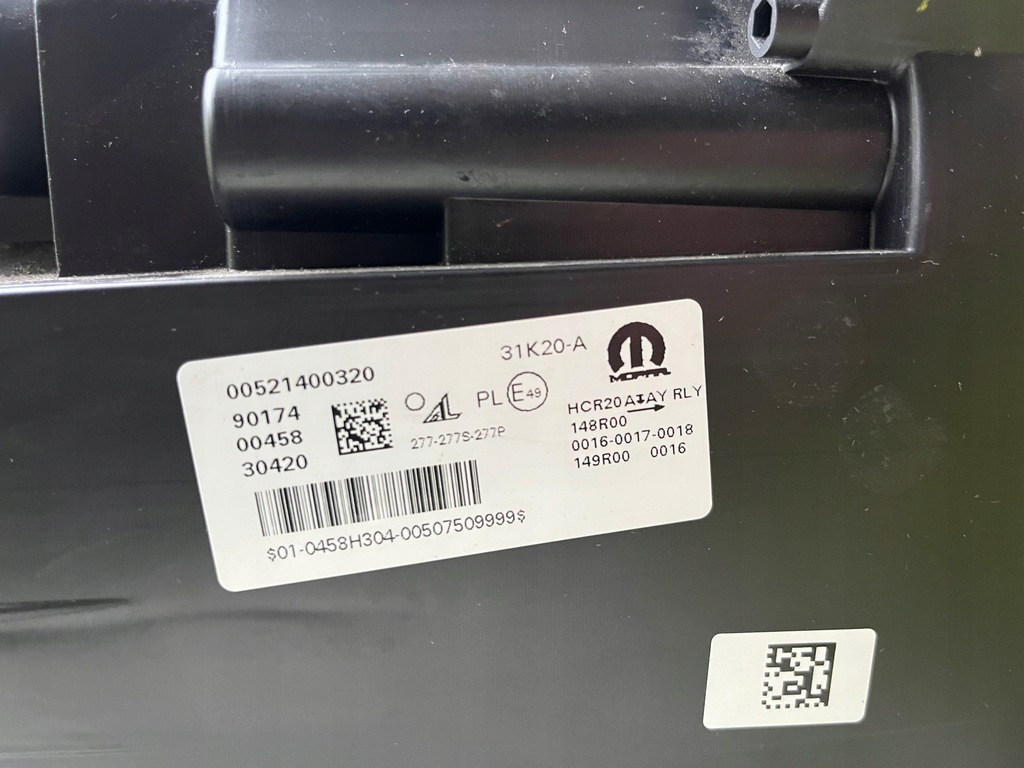 31K20-A
MOPAR
00521400320
90174
00458
30420
PL E49
277-277S-277P
HCR20 AY RLY
148R00
0016-0017-0018
149R00 0016
$01-0458H304-00507509999$